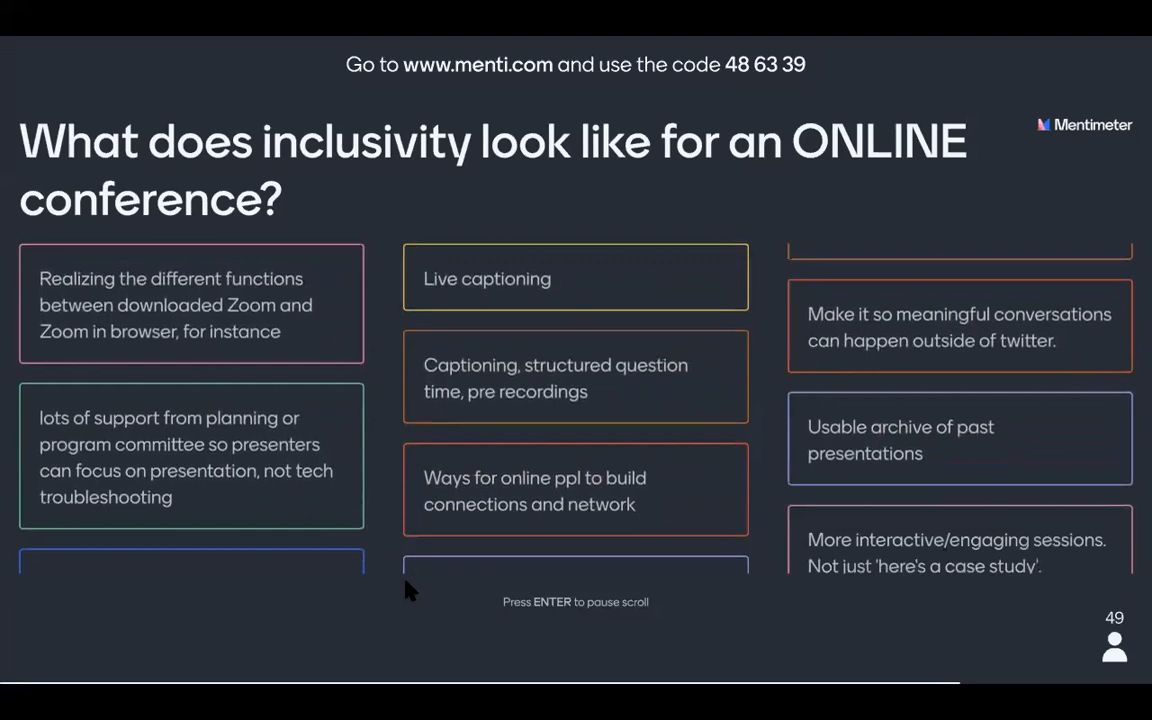 Go to www.menti.com and use the code 48 63 39
Mentimeter
What does inclusivity look like for an ONLINE
conference?
Realizing the different functions
between downloaded Zoom and
Zoom in browser, for instance
lots of support from planning or
program committee so presenters
can focus on presentation, not tech
troubleshooting
Live captioning
Captioning, structured question
time, pre recordings
Ways for online ppl to build
connections and network
Make it so meaningful conversations
can happen outside of twitter.
Usable archive of past
presentations
More interactive/engaging sessions.
Not just 'here's a case study'.
Press ENTER to pause scroll
49